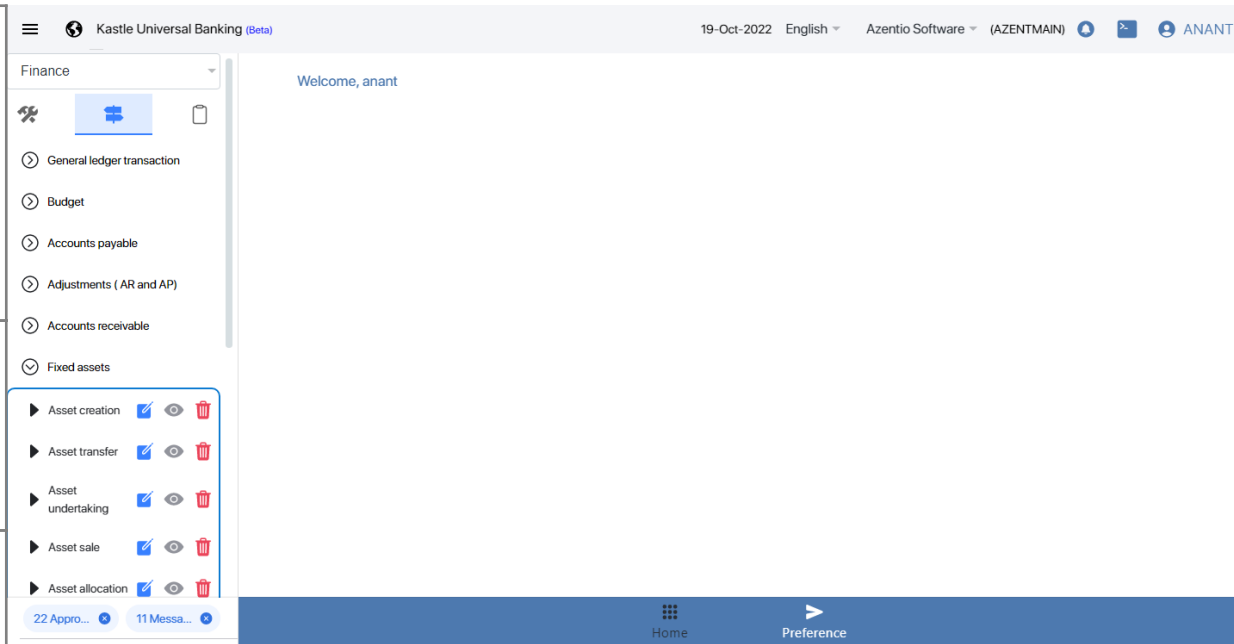 Kastle Universal Banking (Beta)
19-Oct-2022 English Azentio Software (AZENTMAIN) ANANT
Finance
Welcome, anant
General ledger transaction
Budget
Accounts payable
Adjustments ( AR and AP)
Accounts receivable
Fixed assets
Asset creation
Asset transfer
Asset
undertaking
Asset sale
Asset allocation
22 Appro...
11 Messa...
Home
Preference